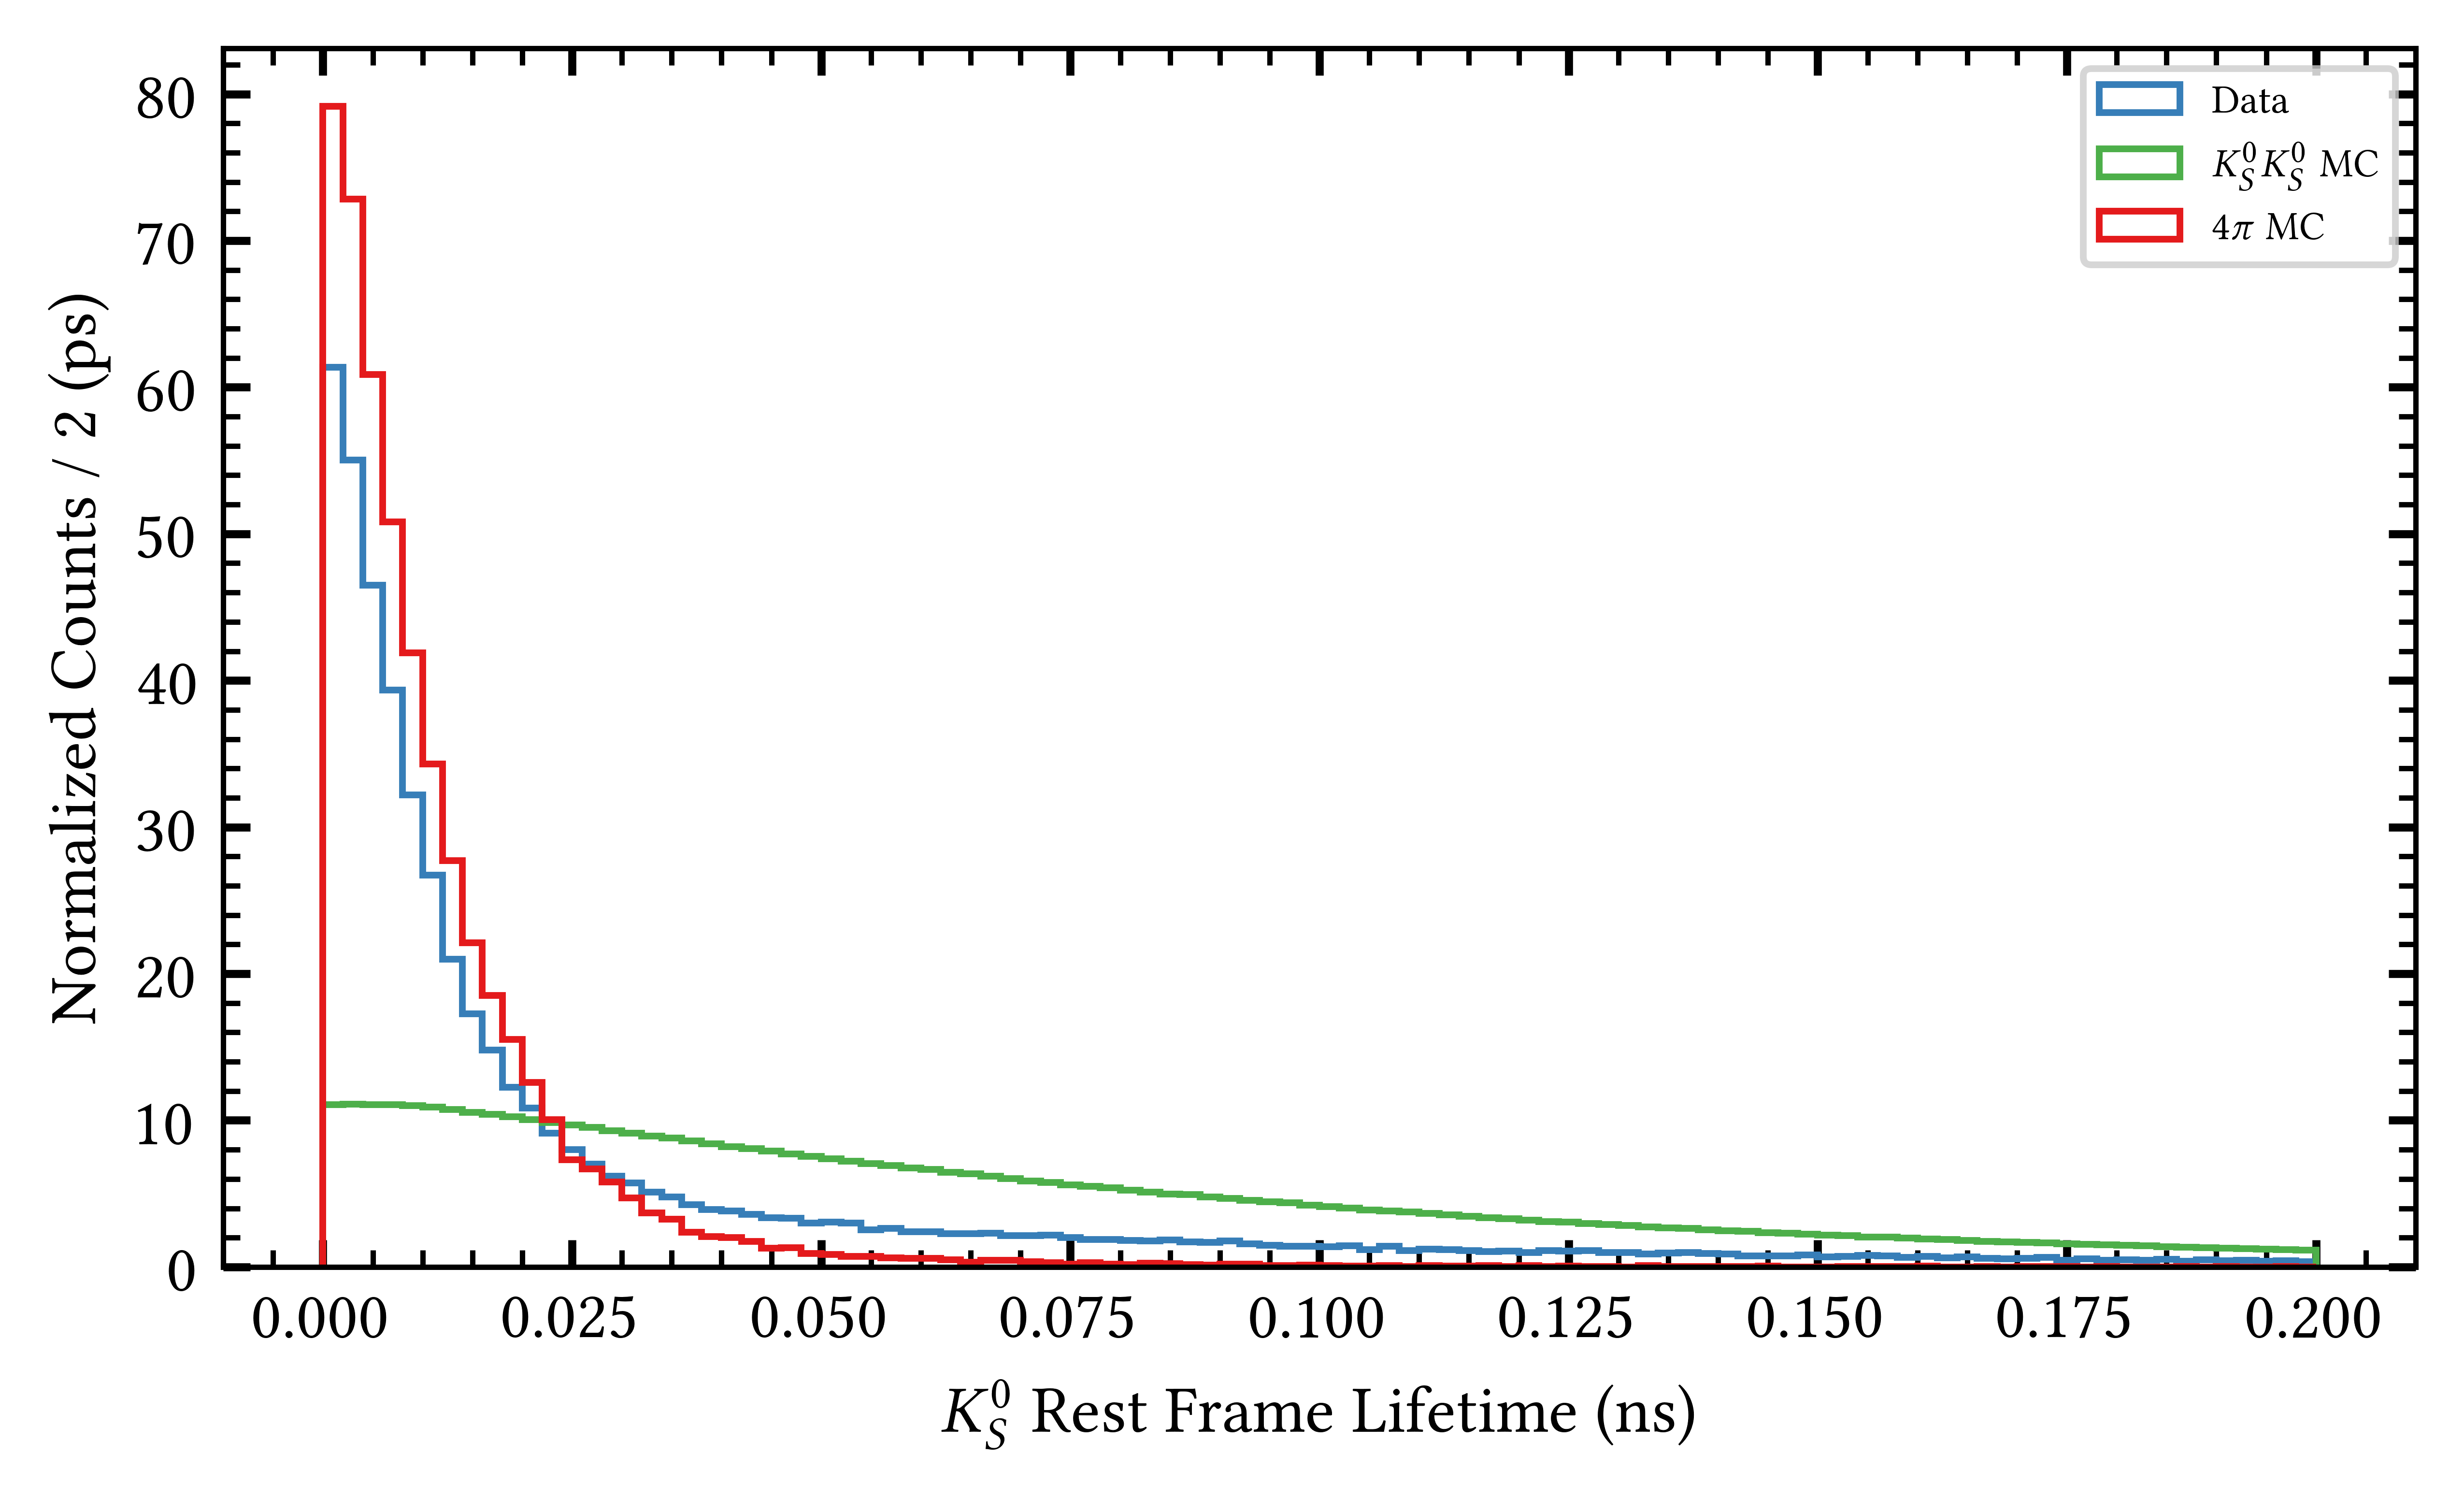 Normalized Counts / 2 (ps)
80
70
60
50
40
30
20
10
0
0.000 0.025 0.050 0.075 0.100 0.125 0.150 0.175 0.200
$K_S^0$ Rest Frame Lifetime (ns)
Data
$K_S^0 K_S^0$ MC
4π MC